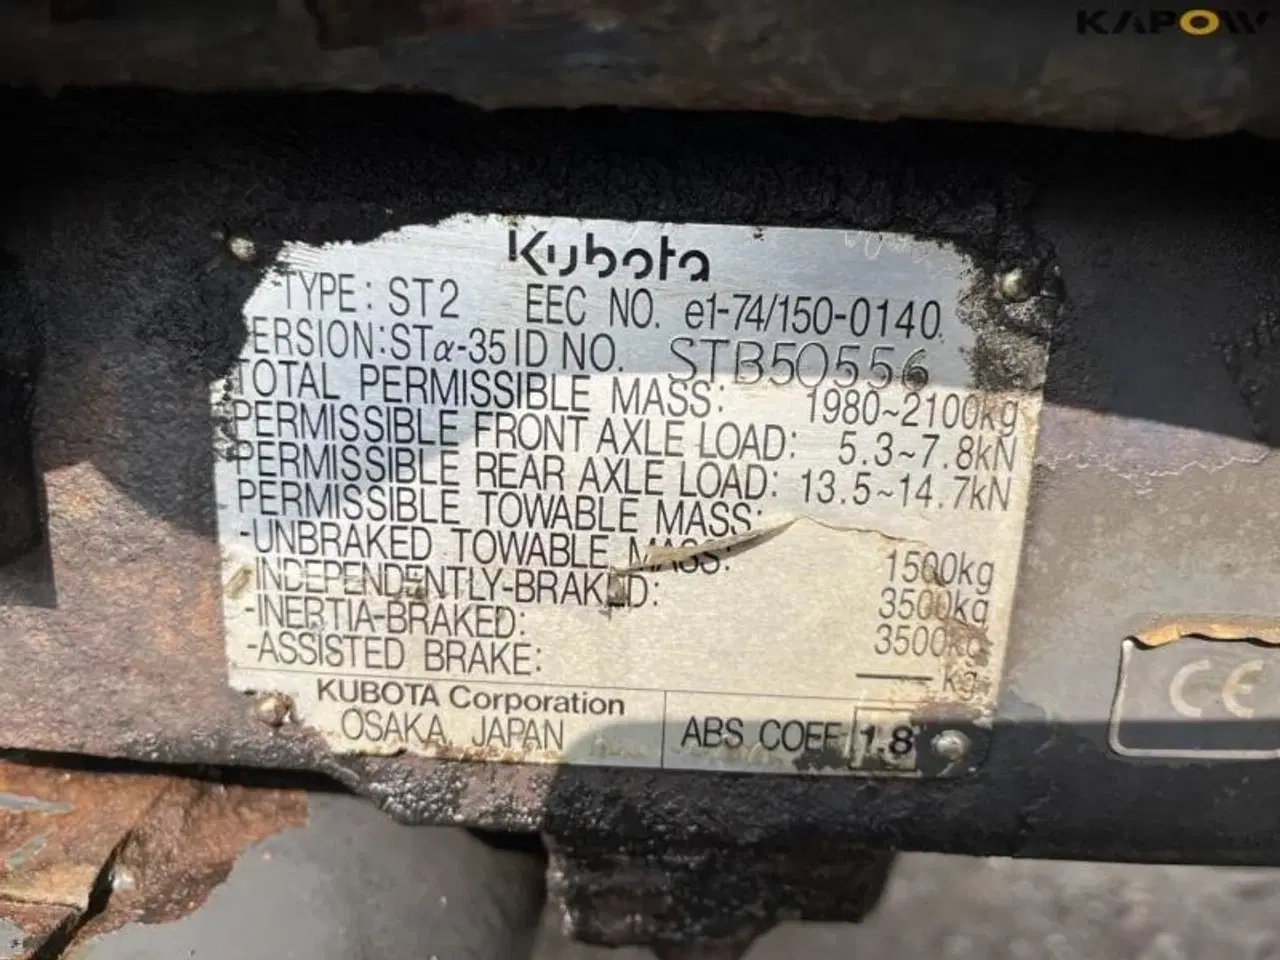 KAPOW
Kubota
TYPE: ST2 EEC NO. e1-74/150-0140
ERSION:STα-35 ID NO. STB50556
TOTAL PERMISSIBLE MASS: 1980~2100kg
PERMISSIBLE FRONT AXLE LOAD: 5.3~7.8kN
PERMISSIBLE REAR AXLE LOAD: 13.5~14.7kN
PERMISSIBLE TOWABLE MASS:
-UNBRAKED TOWABLE MASS: 1500kg
-INDEPENDENTLY-BRAKED: 3500kg
-INERTIA-BRAKED: 3500kg
-ASSISTED BRAKE: —— kg
KUBOTA Corporation
OSAKA, JAPAN
ABS COEF 1.8
CE